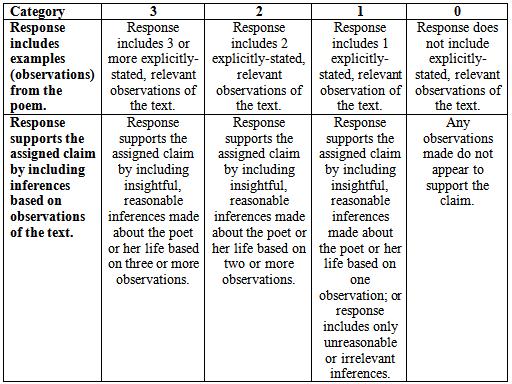 Category 3 2 1 0
Response
includes
examples
(observations)
from the
poem.
Response
includes 3 or
more explicitly-
stated, relevant
observations of
the text.
Response
includes 2
explicitly-stated,
relevant
observations of
the text.
Response
includes 1
explicitly-
stated, relevant
observation of
the text.
Response does
not include
explicitly-
stated, relevant
observations of
the text.
Response
supports the
assigned claim
by including
inferences
based on
observations
of the text.
Response
supports the
assigned claim
by including
insightful,
reasonable
inferences made
about the poet
or her life based
on three or more
observations.
Response
supports the
assigned claim
by including
insightful,
reasonable
inferences made
about the poet or
her life based on
two or more
observations.
Response
supports the
assigned claim
by including
insightful,
reasonable
inferences
made about
the poet or her
life based on
one
observation; or
response
includes only
unreasonable
or irrelevant
inferences.
Any
observations
made do not
appear to
support the
claim.